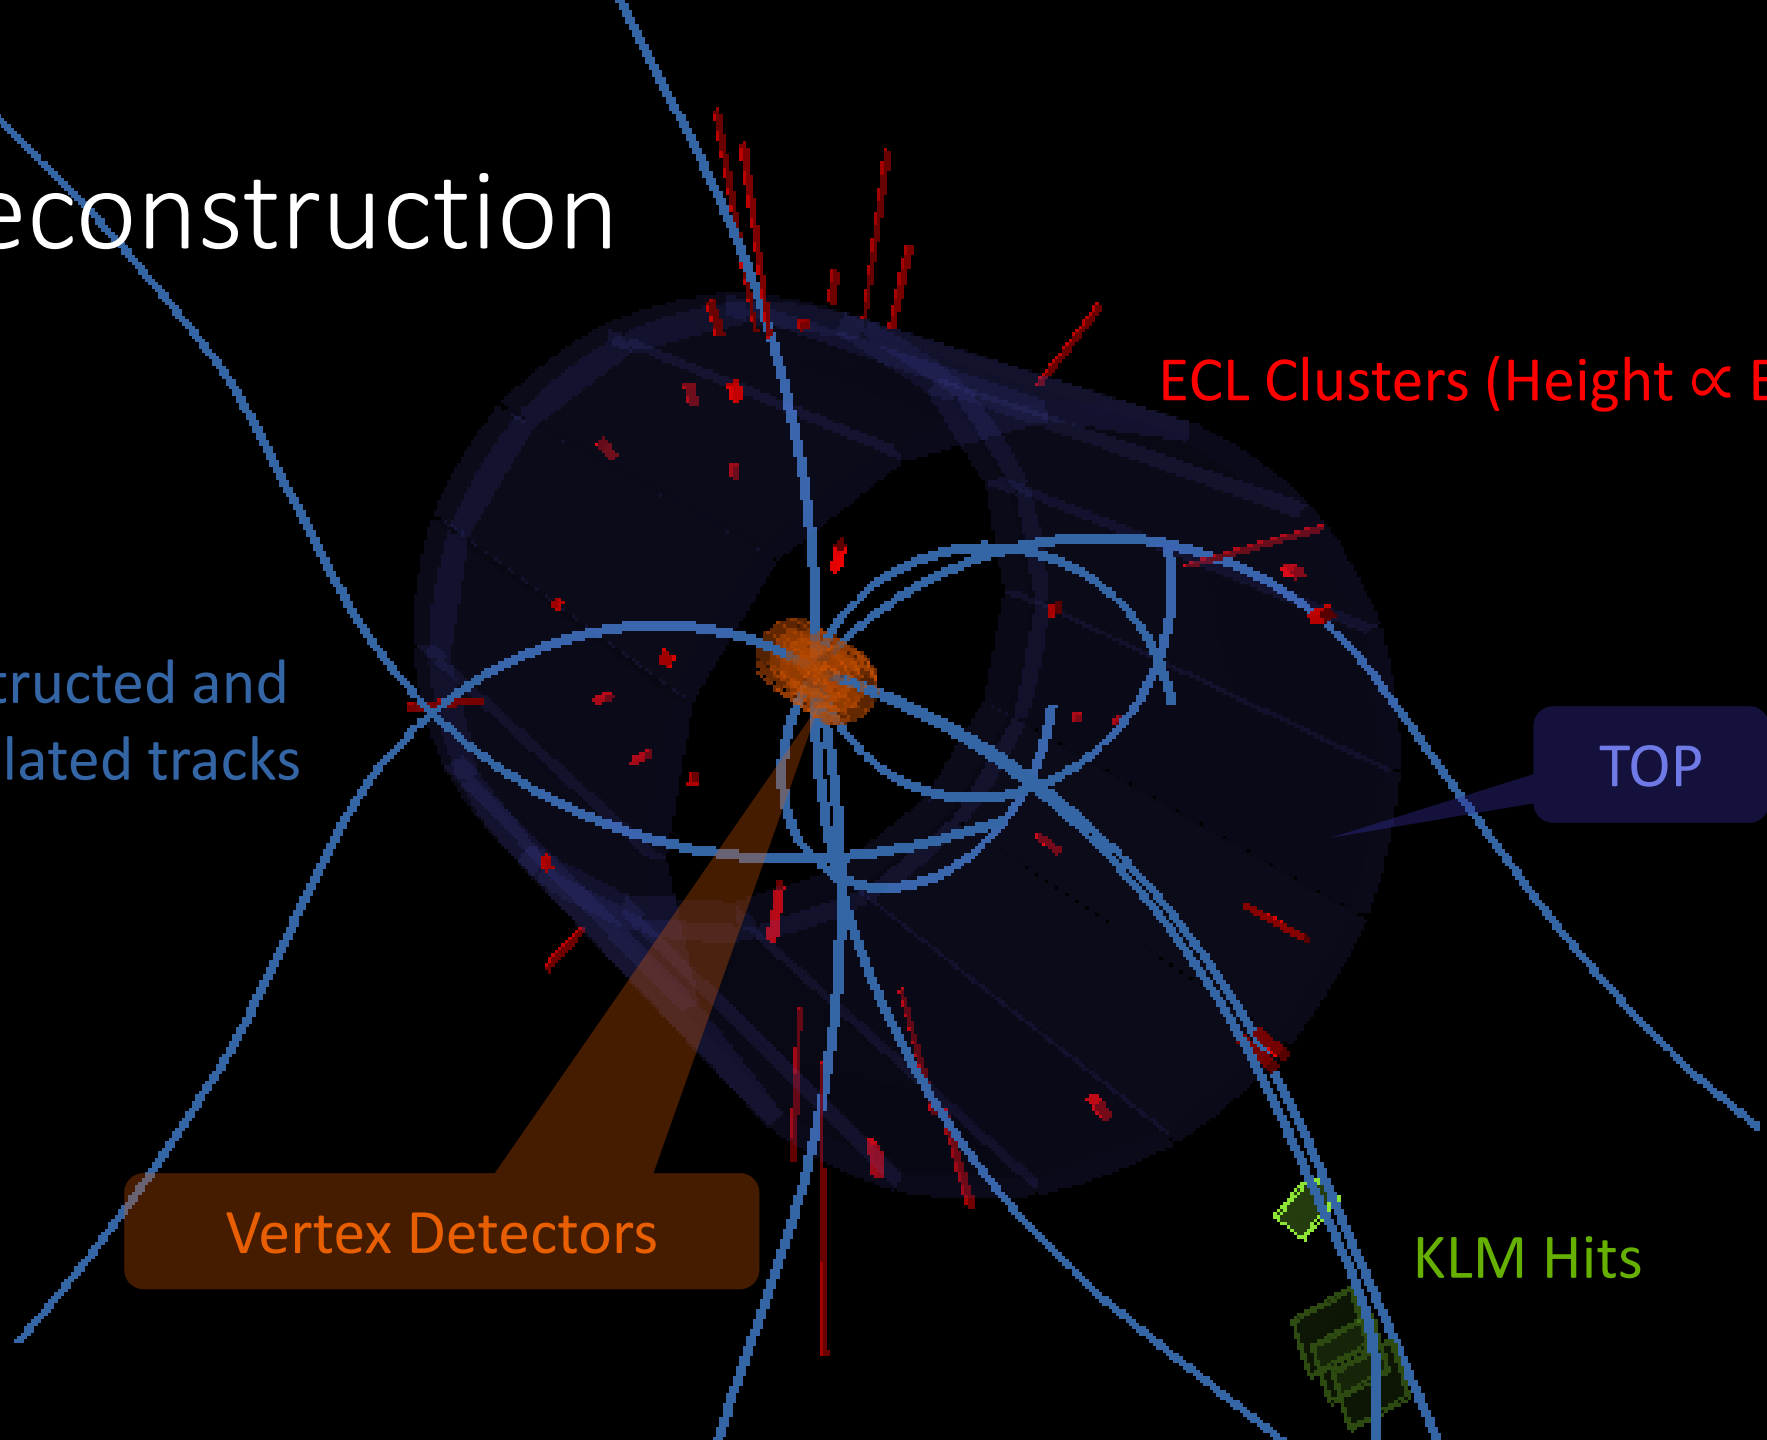 econstruction
ECL Clusters (Height ∝ E
tructed and
lated tracks
TOP
Vertex Detectors
KLM Hits